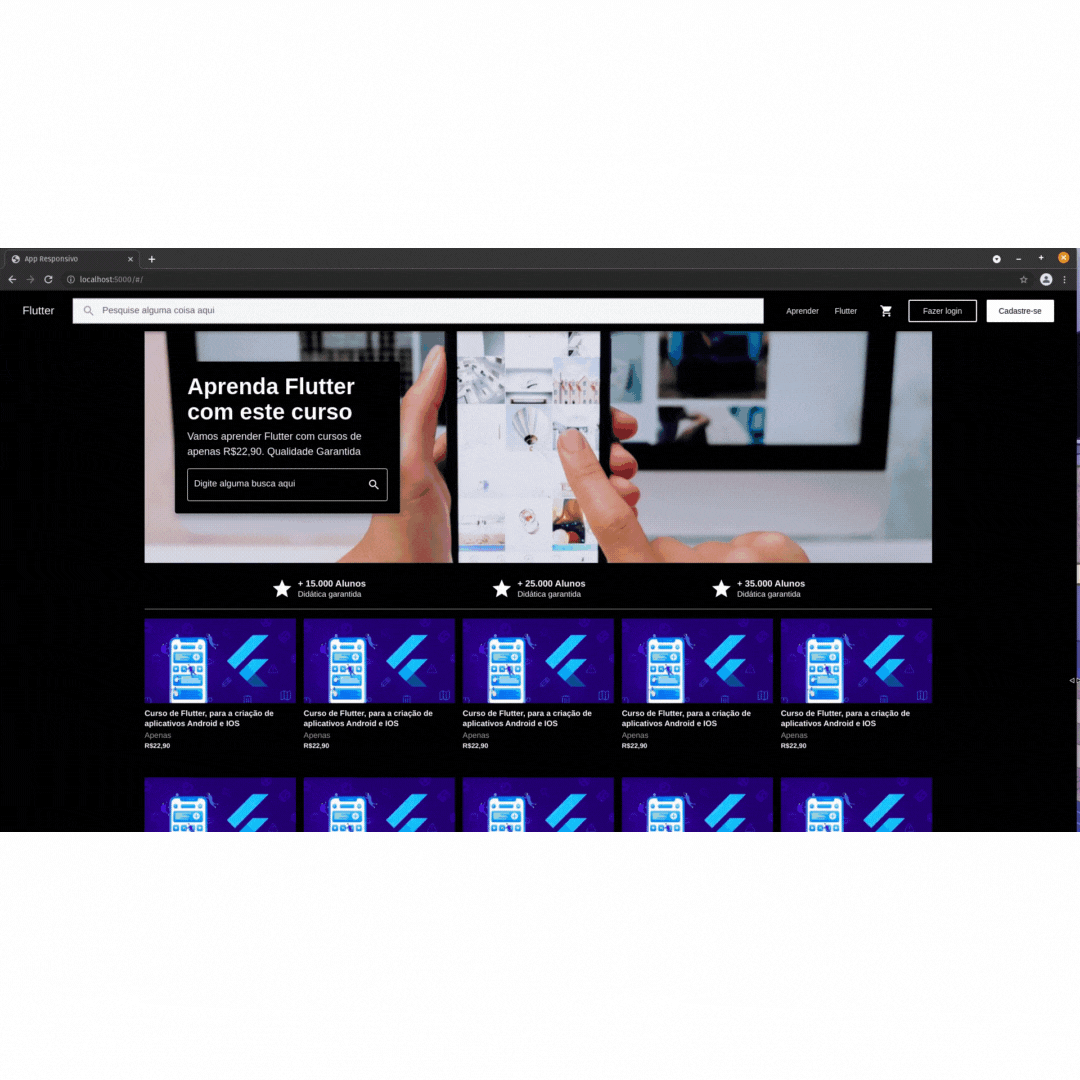 App Responsivo
localhost:5000/#/
Flutter
Pesquise alguma coisa aqui
Aprender
Flutter
Fazer login
Cadastre-se
Aprenda Flutter
com este curso
Vamos aprender Flutter com cursos de
apenas R$22,90. Qualidade Garantida
Digite alguma busca aqui
+ 15.000 Alunos
Didática garantida
+ 25.000 Alunos
Didática garantida
+ 35.000 Alunos
Didática garantida
Curso de Flutter, para a criação de
aplicativos Android e IOS
Apenas
R$22,90
Curso de Flutter, para a criação de
aplicativos Android e IOS
Apenas
R$22,90
Curso de Flutter, para a criação de
aplicativos Android e IOS
Apenas
R$22,90
Curso de Flutter, para a criação de
aplicativos Android e IOS
Apenas
R$22,90
Curso de Flutter, para a criação de
aplicativos Android e IOS
Apenas
R$22,90